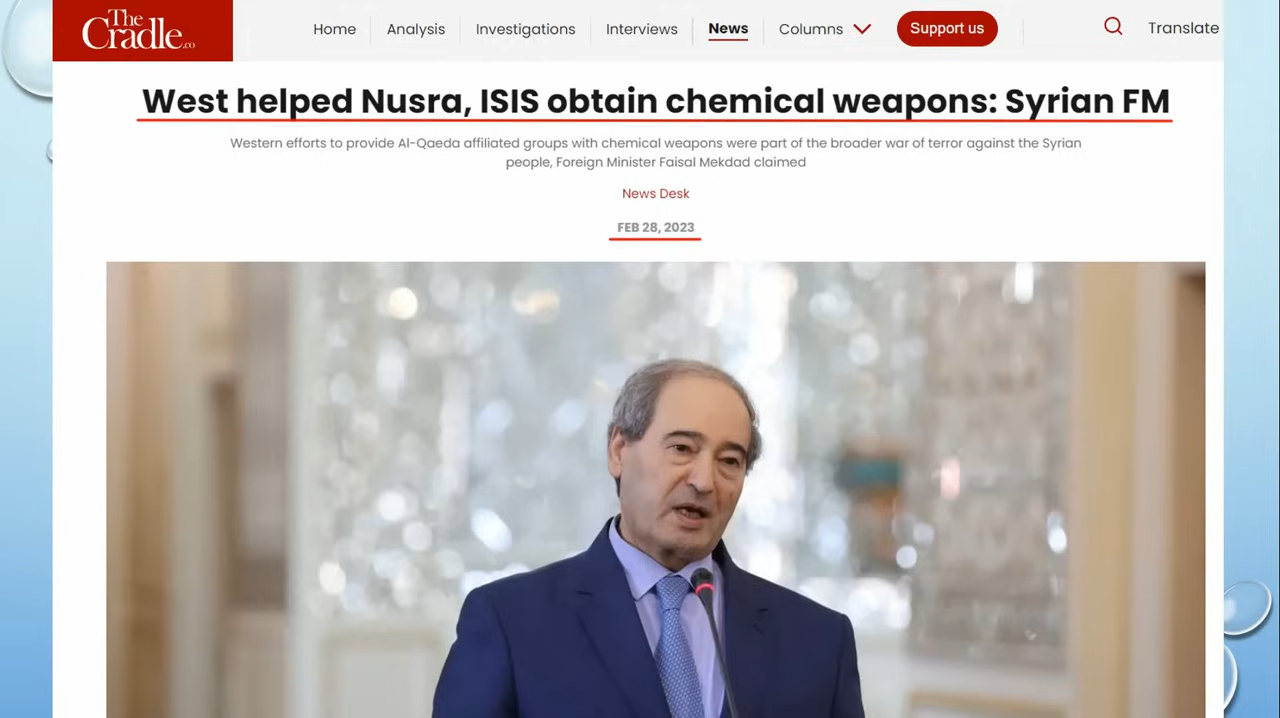 The
Cradle.co
Home Analysis Investigations Interviews News Columns Support us Translate
West helped Nusra, ISIS obtain chemical weapons: Syrian FM
Western efforts to provide Al-Qaeda affiliated groups with chemical weapons were part of the broader war of terror against the Syrian
people, Foreign Minister Faisal Mekdad claimed
News Desk
FEB 28, 2023